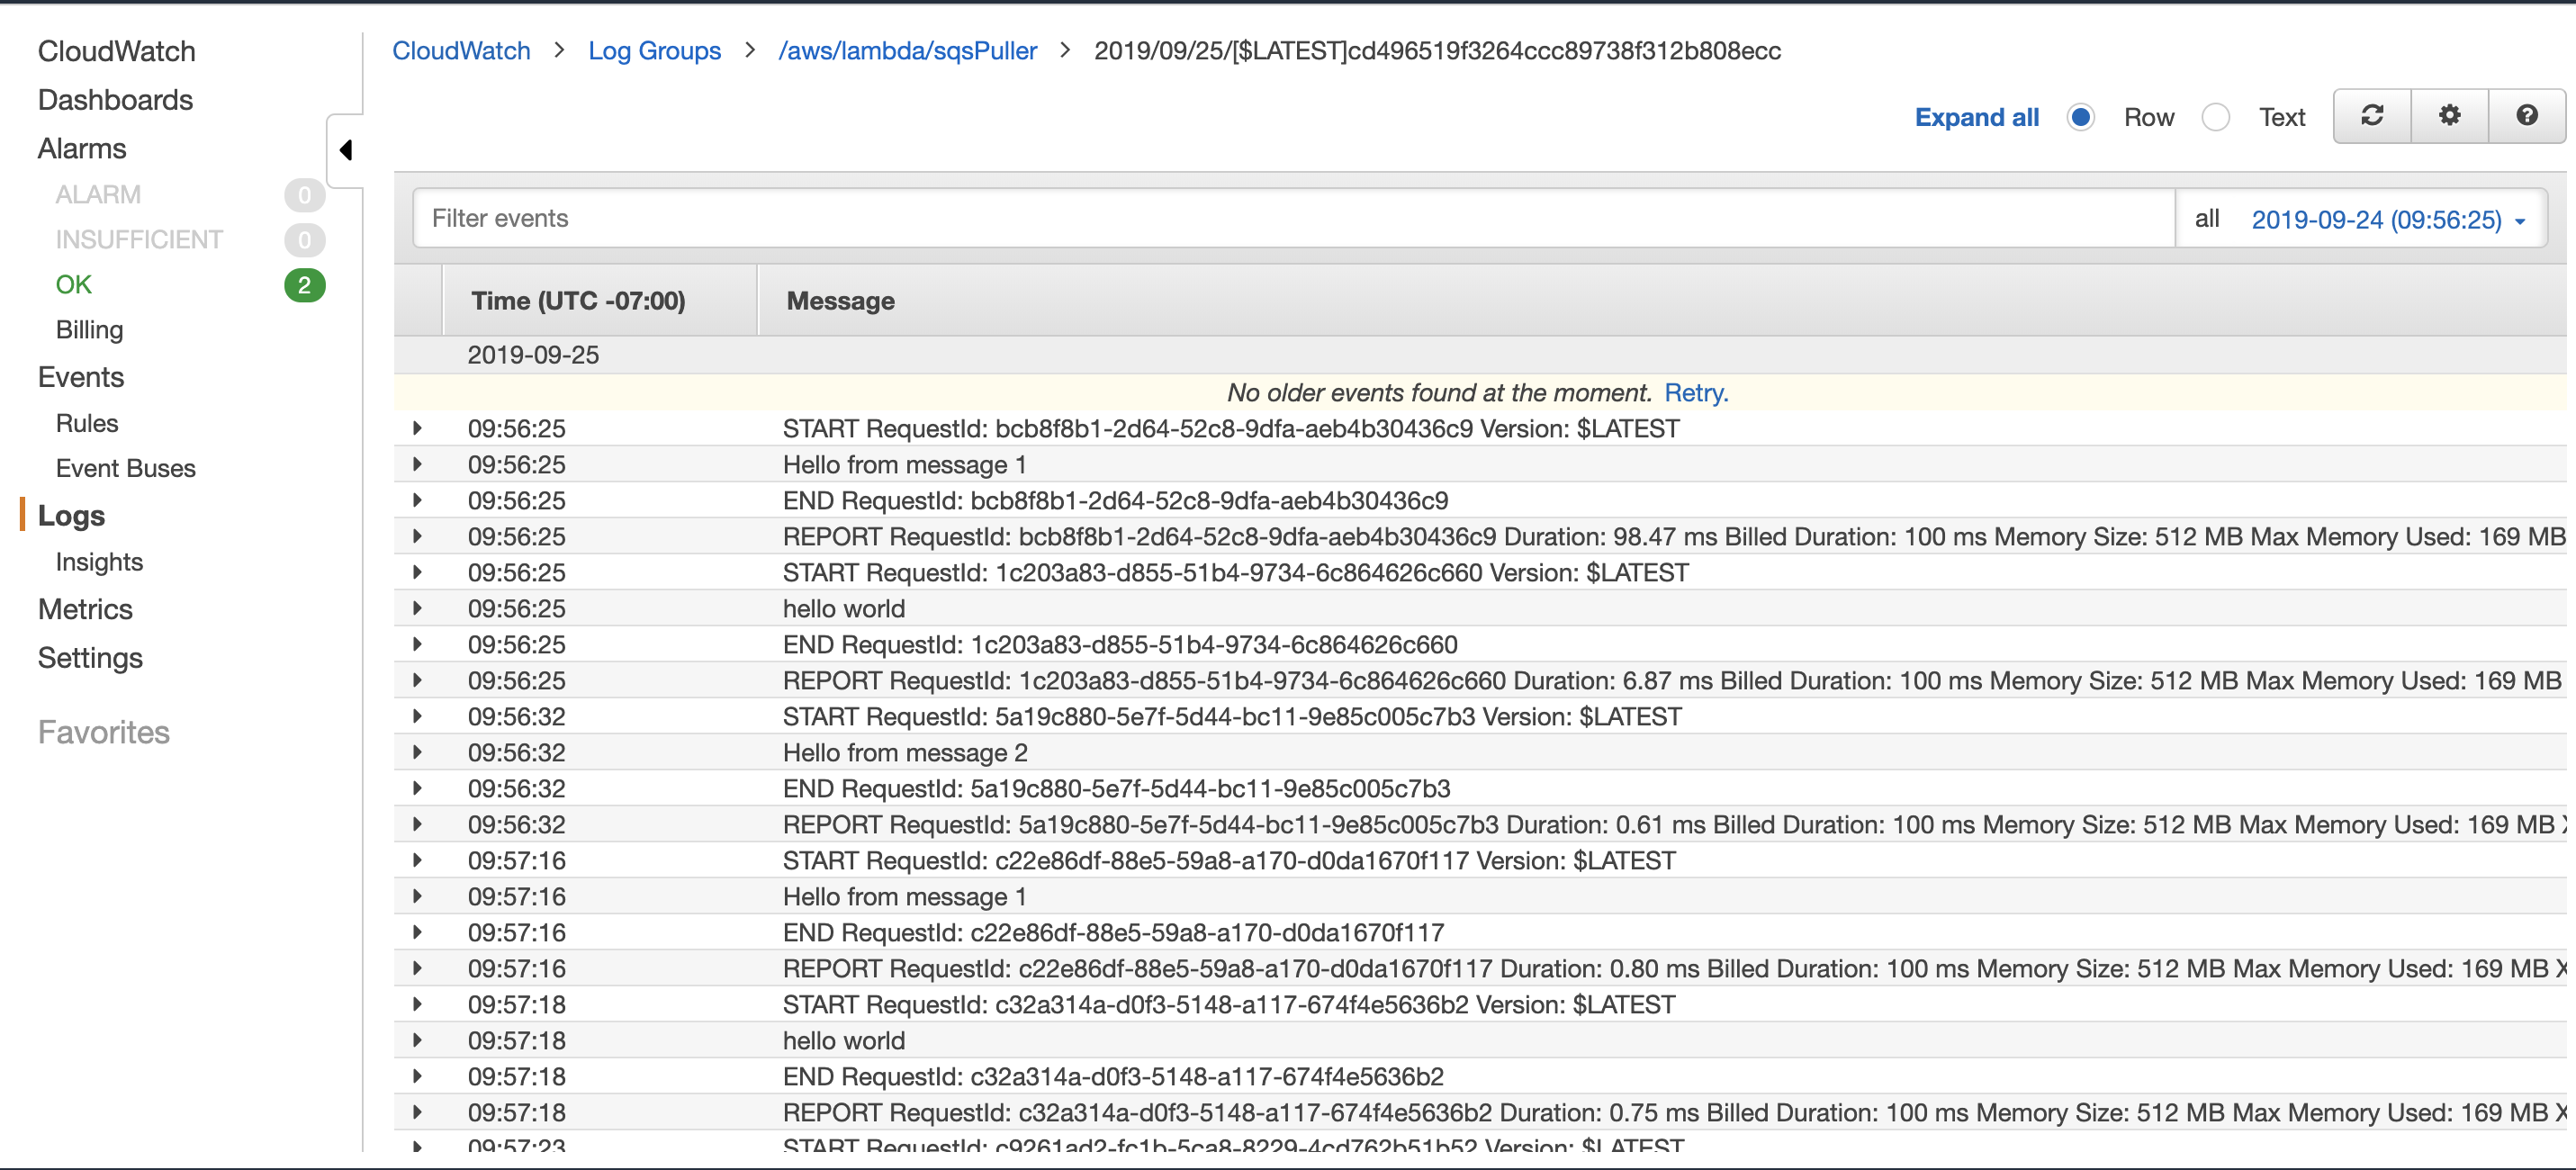 CloudWatch
Dashboards
Alarms
ALARM 0
INSUFFICIENT 0
OK 2
Billing
Events
Rules
Event Buses
Logs
Insights
Metrics
Settings
Favorites
CloudWatch > Log Groups > /aws/lambda/sqsPuller > 2019/09/25/[$LATEST]cd496519f3264ccc89738f312b808ecc
Expand all Row Text
Filter events all 2019-09-24 (09:56:25)
Time (UTC -07:00) Message
2019-09-25
No older events found at the moment. Retry.
09:56:25 START RequestId: bcb8f8b1-2d64-52c8-9dfa-aeb4b30436c9 Version: $LATEST
09:56:25 Hello from message 1
09:56:25 END RequestId: bcb8f8b1-2d64-52c8-9dfa-aeb4b30436c9
09:56:25 REPORT RequestId: bcb8f8b1-2d64-52c8-9dfa-aeb4b30436c9 Duration: 98.47 ms Billed Duration: 100 ms Memory Size: 512 MB Max Memory Used: 169 MB
09:56:25 START RequestId: 1c203a83-d855-51b4-9734-6c864626c660 Version: $LATEST
09:56:25 hello world
09:56:25 END RequestId: 1c203a83-d855-51b4-9734-6c864626c660
09:56:25 REPORT RequestId: 1c203a83-d855-51b4-9734-6c864626c660 Duration: 6.87 ms Billed Duration: 100 ms Memory Size: 512 MB Max Memory Used: 169 MB
09:56:32 START RequestId: 5a19c880-5e7f-5d44-bc11-9e85c005c7b3 Version: $LATEST
09:56:32 Hello from message 2
09:56:32 END RequestId: 5a19c880-5e7f-5d44-bc11-9e85c005c7b3
09:56:32 REPORT RequestId: 5a19c880-5e7f-5d44-bc11-9e85c005c7b3 Duration: 0.61 ms Billed Duration: 100 ms Memory Size: 512 MB Max Memory Used: 169 MB X
09:57:16 START RequestId: c22e86df-88e5-59a8-a170-d0da1670f117 Version: $LATEST
09:57:16 Hello from message 1
09:57:16 END RequestId: c22e86df-88e5-59a8-a170-d0da1670f117
09:57:16 REPORT RequestId: c22e86df-88e5-59a8-a170-d0da1670f117 Duration: 0.80 ms Billed Duration: 100 ms Memory Size: 512 MB Max Memory Used: 169 MB X
09:57:18 START RequestId: c32a314a-d0f3-5148-a117-674f4e5636b2 Version: $LATEST
09:57:18 hello world
09:57:18 END RequestId: c32a314a-d0f3-5148-a117-674f4e5636b2
09:57:18 REPORT RequestId: c32a314a-d0f3-5148-a117-674f4e5636b2 Duration: 0.75 ms Billed Duration: 100 ms Memory Size: 512 MB Max Memory Used: 169 MB X
09:57:23 START RequestId: c9261ad2-fc1b-5ca8-8229-4cd762b51b52 Version: $LATEST